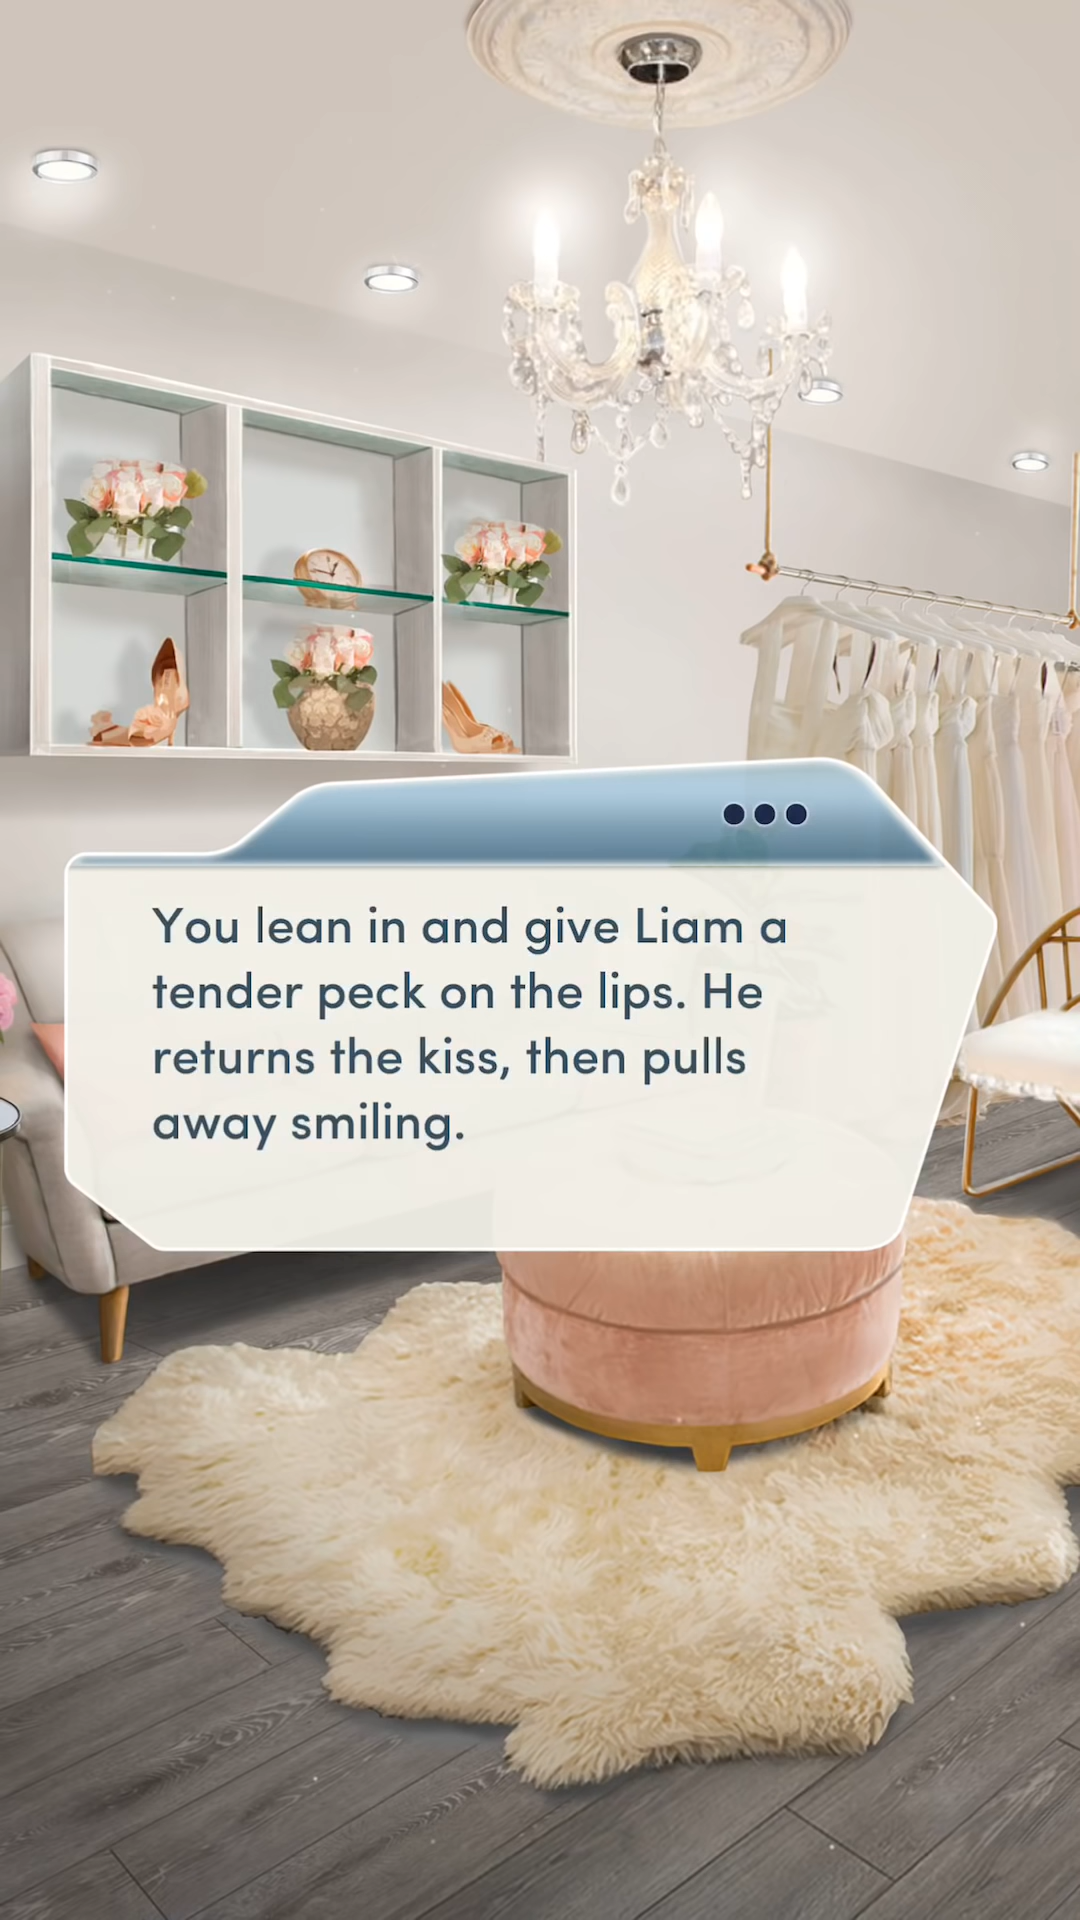 You lean in and give Liam a
tender peck on the lips. He
returns the kiss, then pulls
away smiling.